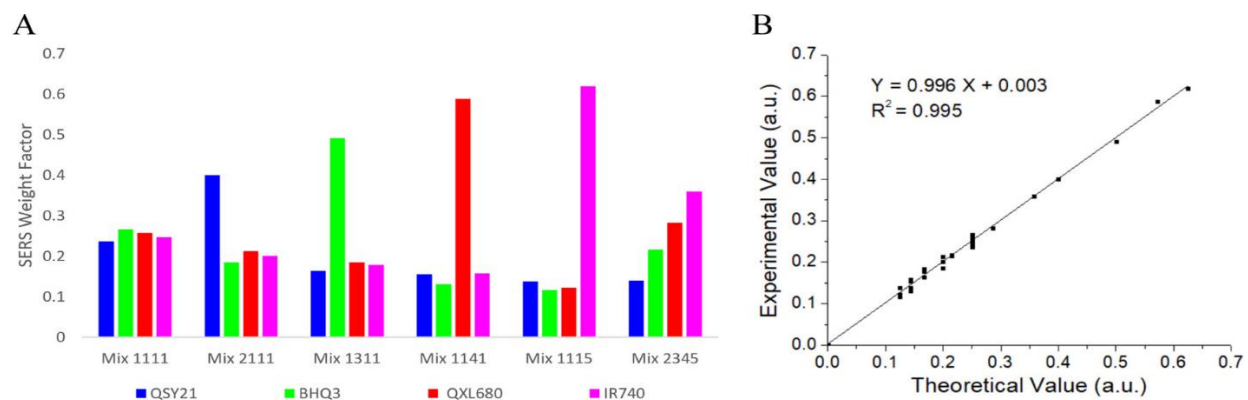 A
SERS Weight Factor
0.7
0.6
0.5
0.4
0.3
0.2
0.1
0
Mix 1111 Mix 2111 Mix 1311 Mix 1141 Mix 1115 Mix 2345
QSY21 BHQ3 QXL680 IR740
B
Experimental Value (a.u.)
0.7
0.6
0.5
0.4
0.3
0.2
0.1
0.0
Y = 0.996 X + 0.003
R² = 0.995
0.0 0.1 0.2 0.3 0.4 0.5 0.6 0.7
Theoretical Value (a.u.)